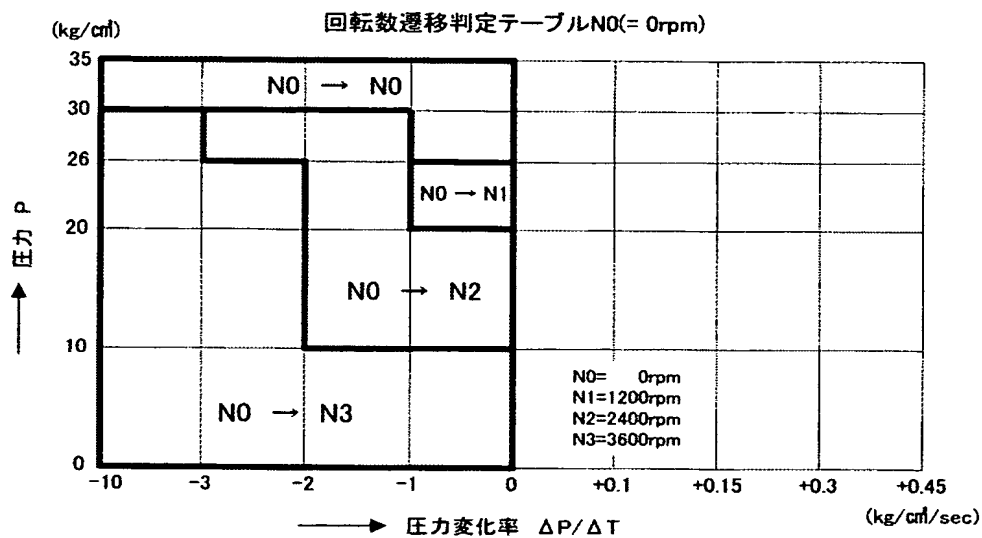 回転数遷移判定テーブルN0(= 0rpm)
(kg/c㎡)
35
30
26
20
10
0
圧力 P
N0 → N0
N0 → N1
N0 → N2
N0 → N3
N0= 0rpm
N1=1200rpm
N2=2400rpm
N3=3600rpm
-10 -3 -2 -1 0 +0.1 +0.15 +0.3 +0.45
(kg/c㎡/sec)
圧力変化率 ΔP/ΔT